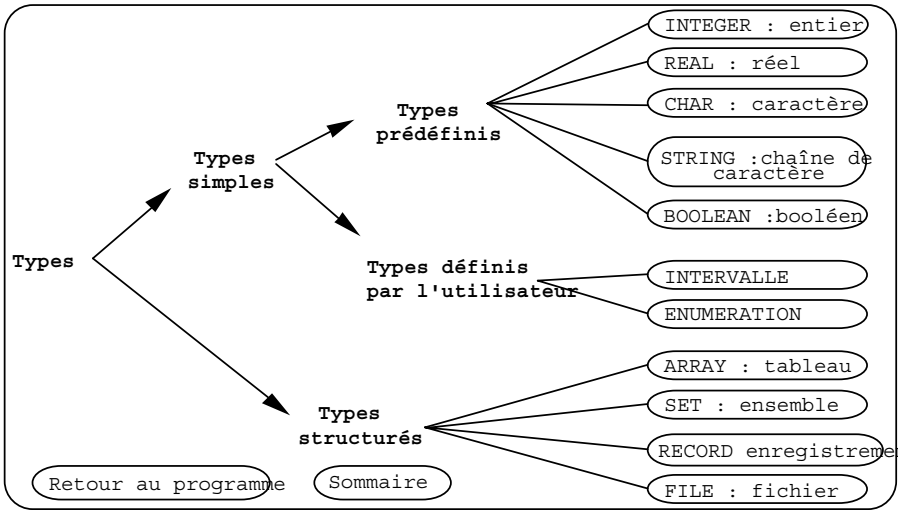 INTEGER : entier
REAL : réel
Types
prédéfinis
CHAR : caractère
Types
simples
STRING :chaîne de
caractère
BOOLEAN :booléen
Types
Types définis
par l'utilisateur
INTERVALLE
ENUMERATION
ARRAY : tableau
Types
structurés
SET : ensemble
RECORD enregistreme
Retour au programme
Sommaire
FILE : fichier